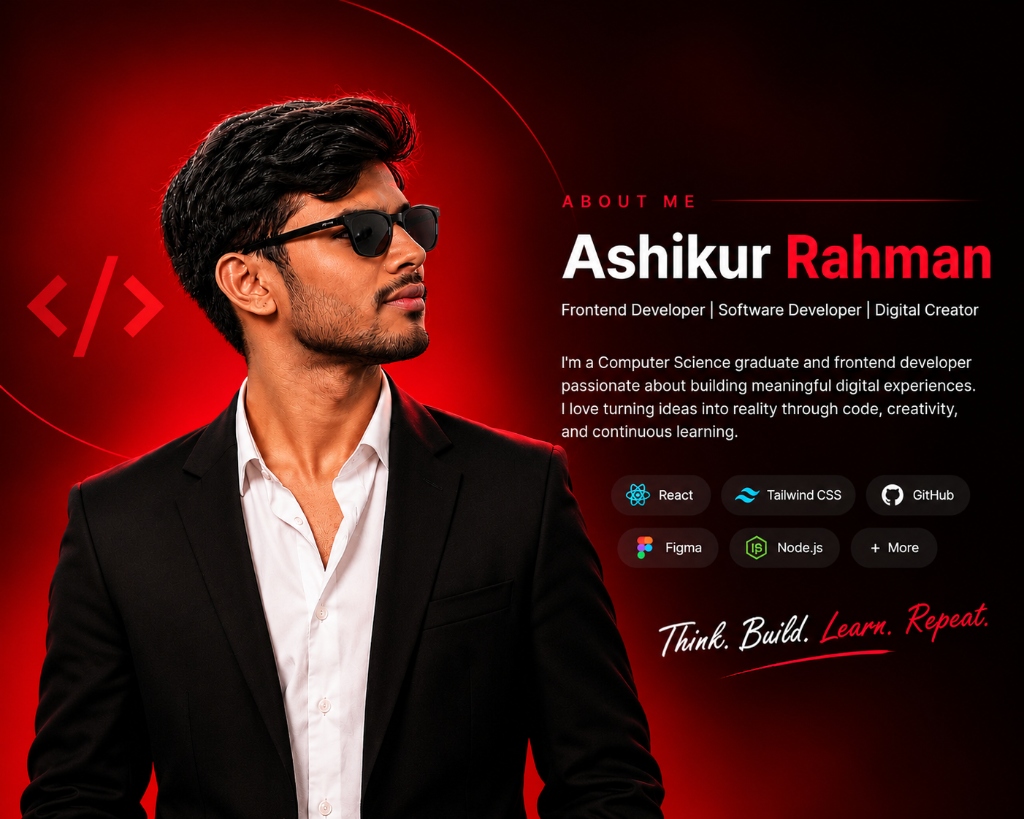 ABOUT ME
Ashikur Rahman
Frontend Developer | Software Developer | Digital Creator
I'm a Computer Science graduate and frontend developer
passionate about building meaningful digital experiences.
I love turning ideas into reality through code, creativity,
and continuous learning.
React
Tailwind CSS
GitHub
Figma
Node.js
+ More
Think. Build. Learn. Repeat.